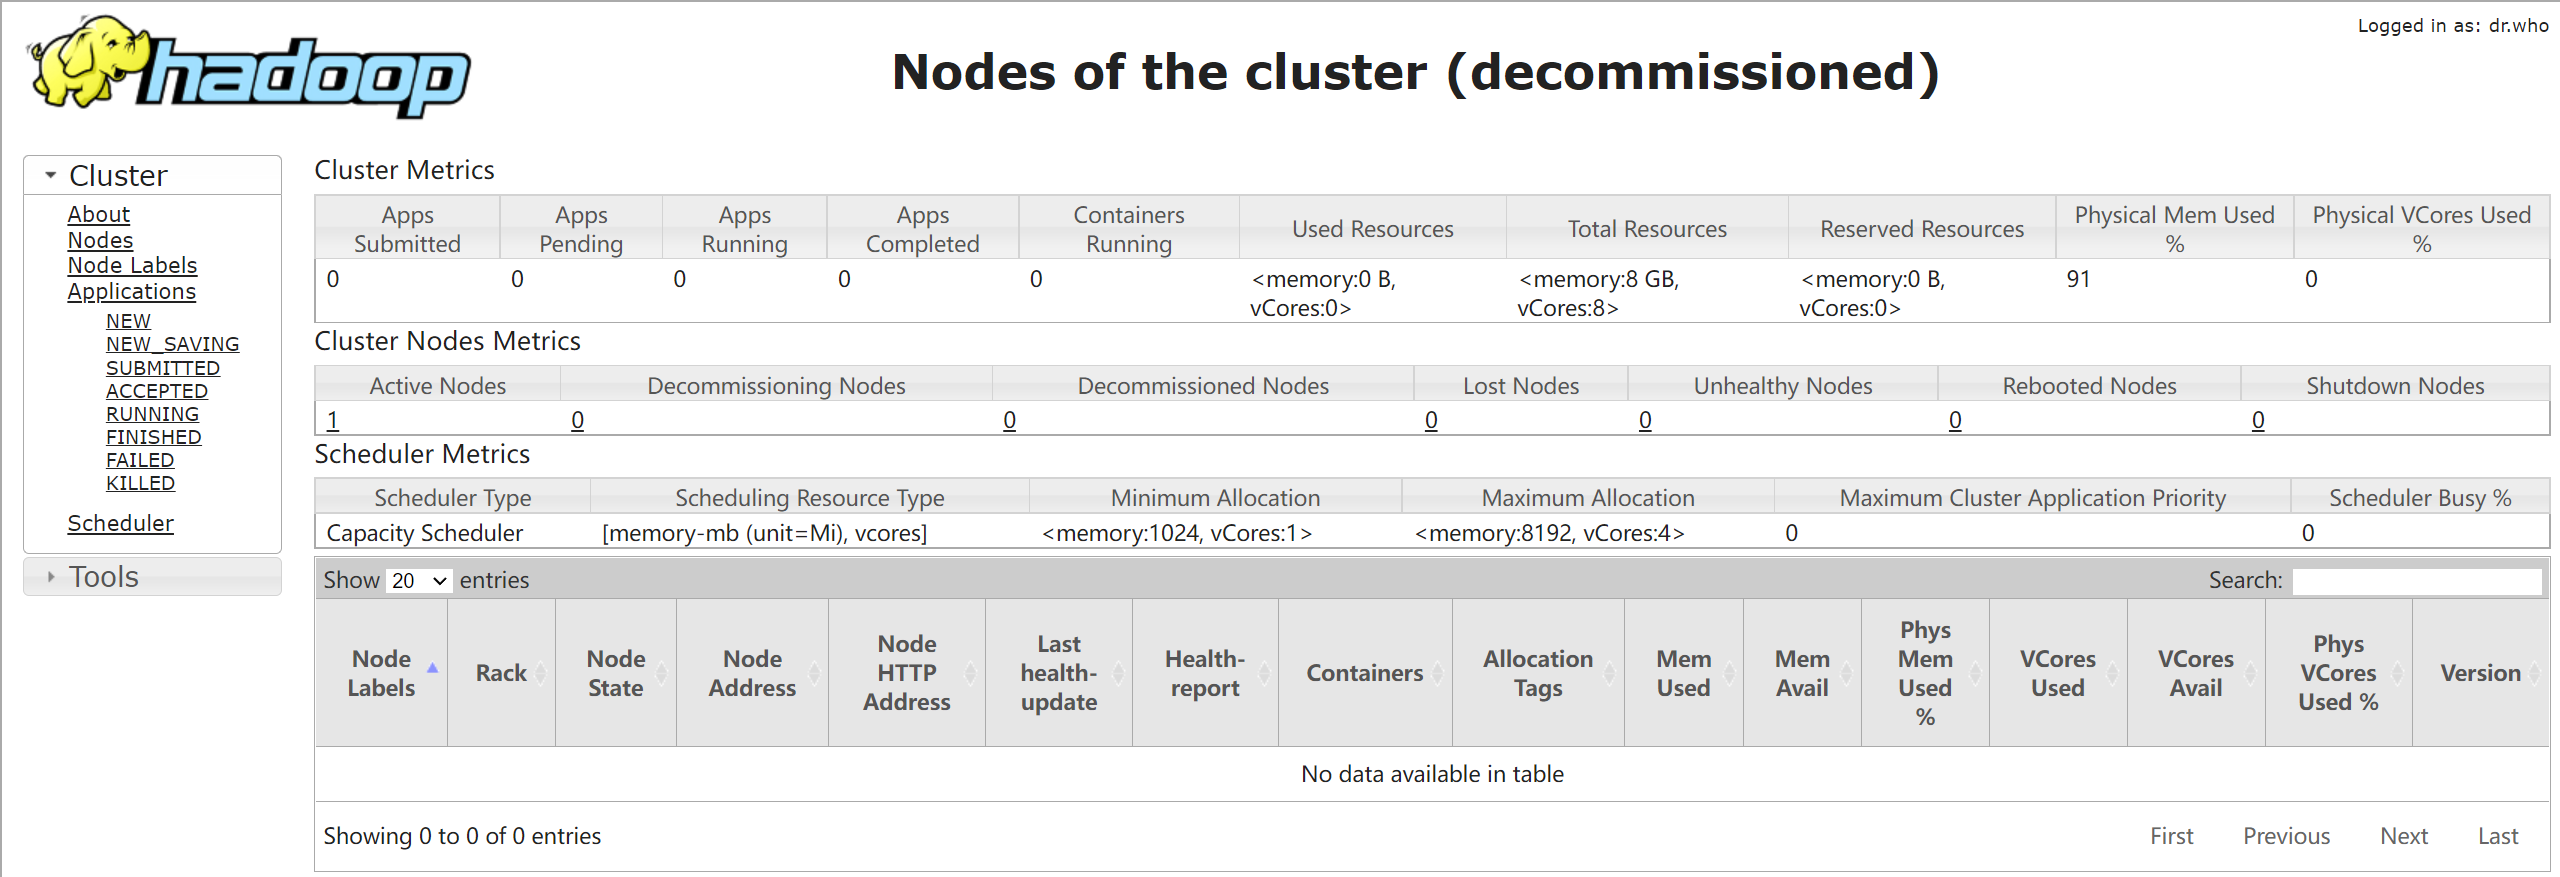 hadoop
Logged in as: dr.who
Nodes of the cluster (decommissioned)
Cluster
About
Nodes
Node Labels
Applications
NEW
NEW_SAVING
SUBMITTED
ACCEPTED
RUNNING
FINISHED
FAILED
KILLED
Scheduler
Tools
Cluster Metrics
Apps Submitted Apps Pending Apps Running Apps Completed Containers Running Used Resources Total Resources Reserved Resources Physical Mem Used % Physical VCores Used %
0 0 0 0 0 <memory:0 B, vCores:0> <memory:8 GB, vCores:8> <memory:0 B, vCores:0> 91 0
Cluster Nodes Metrics
Active Nodes Decommissioning Nodes Decommissioned Nodes Lost Nodes Unhealthy Nodes Rebooted Nodes Shutdown Nodes
1 0 0 0 0 0 0
Scheduler Metrics
Scheduler Type Scheduling Resource Type Minimum Allocation Maximum Allocation Maximum Cluster Application Priority Scheduler Busy %
Capacity Scheduler [memory-mb (unit=Mi), vcores] <memory:1024, vCores:1> <memory:8192, vCores:4> 0 0
Show 20 entries Search:
Node Labels Rack Node State Node Address Node HTTP Address Last health-update Health-report Containers Allocation Tags Mem Used Mem Avail Phys Mem Used % VCores Used VCores Avail Phys VCores Used % Version
No data available in table
Showing 0 to 0 of 0 entries First Previous Next Last